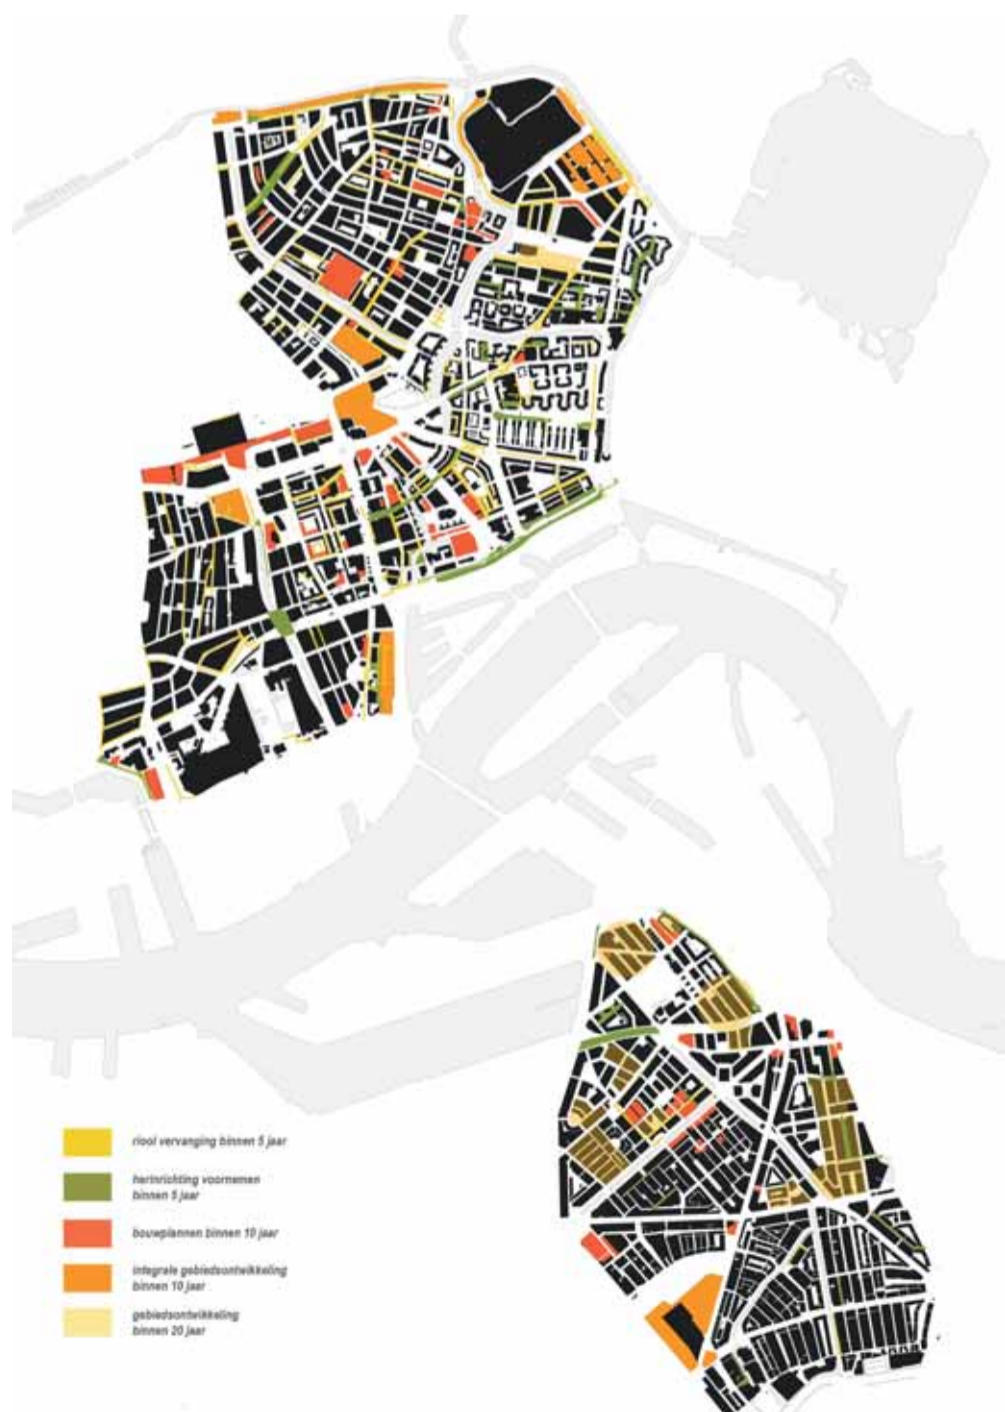 riool vervanging binnen 5 jaar
herinrichting voornemen
binnen 5 jaar
bouwplannen binnen 10 jaar
integrale gebiedsontwikkeling
binnen 10 jaar
gebiedsontwikkeling
binnen 20 jaar